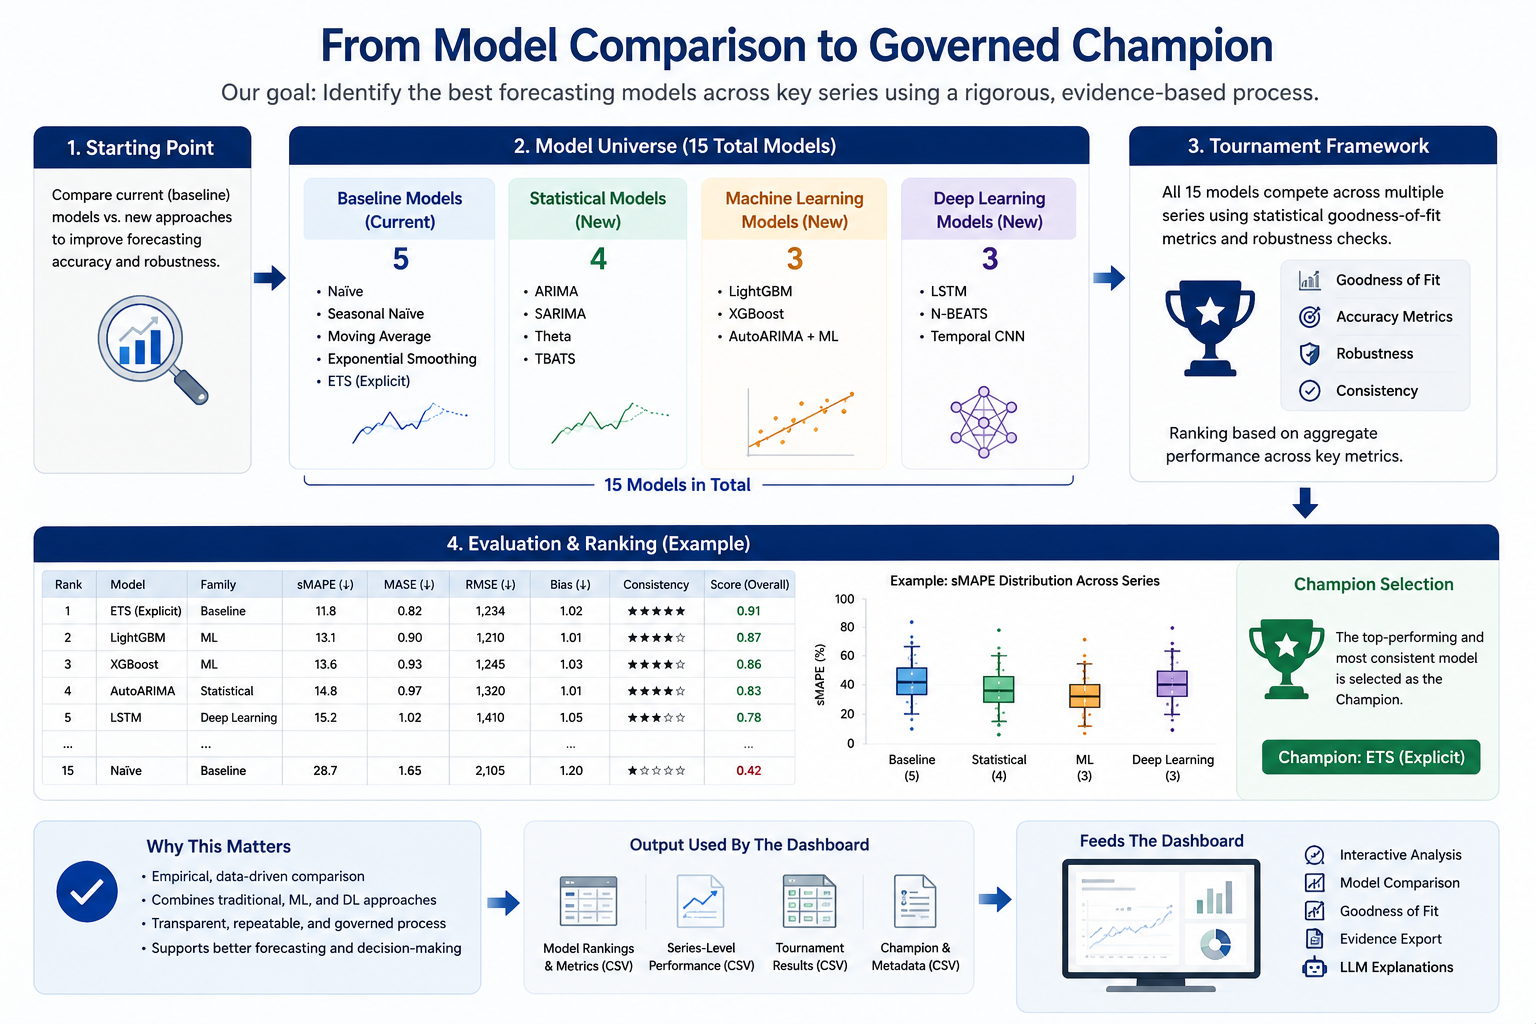 From Model Comparison to Governed Champion
Our goal: Identify the best forecasting models across key series using a rigorous, evidence-based process.
1. Starting Point
Compare current (baseline)
models vs. new approaches
to improve forecasting
accuracy and robustness.
2. Model Universe (15 Total Models)
Baseline Models
(Current)
5
• Naïve
• Seasonal Naïve
• Moving Average
• Exponential Smoothing
• ETS (Explicit)
Statistical Models
(New)
4
• ARIMA
• SARIMA
• Theta
• TBATS
Machine Learning
Models (New)
3
• LightGBM
• XGBoost
• AutoARIMA + ML
Deep Learning
Models (New)
3
• LSTM
• N-BEATS
• Temporal CNN
15 Models in Total
3. Tournament Framework
All 15 models compete across multiple
series using statistical goodness-of-fit
metrics and robustness checks.
Goodness of Fit
Accuracy Metrics
Robustness
Consistency
Ranking based on aggregate
performance across key metrics.
4. Evaluation & Ranking (Example)
Rank Model Family sMAPE (↓) MASE (↓) RMSE (↓) Bias (↓) Consistency Score (Overall)
1 ETS (Explicit) Baseline 11.8 0.82 1,234 1.02 ★★★★★ 0.91
2 LightGBM ML 13.1 0.90 1,210 1.01 ★★★★☆ 0.87
3 XGBoost ML 13.6 0.93 1,245 1.03 ★★★★☆ 0.86
4 AutoARIMA Statistical 14.8 0.97 1,320 1.01 ★★★★☆ 0.83
5 LSTM Deep Learning 15.2 1.02 1,410 1.05 ★★★☆☆ 0.78
... ... ... ...
15 Naïve Baseline 28.7 1.65 2,105 1.20 ★☆☆☆☆ 0.42
Example: sMAPE Distribution Across Series
sMAPE (%)
100
80
60
40
20
0
Baseline
(5)
Statistical
(4)
ML
(3)
Deep Learning
(3)
Champion Selection
The top-performing and
most consistent model
is selected as the
Champion.
Champion: ETS (Explicit)
Why This Matters
• Empirical, data-driven comparison
• Combines traditional, ML, and DL approaches
• Transparent, repeatable, and governed process
• Supports better forecasting and decision-making
Output Used By The Dashboard
Model Rankings
& Metrics (CSV)
Series-Level
Performance (CSV)
Tournament
Results (CSV)
Champion &
Metadata (CSV)
Feeds The Dashboard
Interactive Analysis
Model Comparison
Goodness of Fit
Evidence Export
LLM Explanations